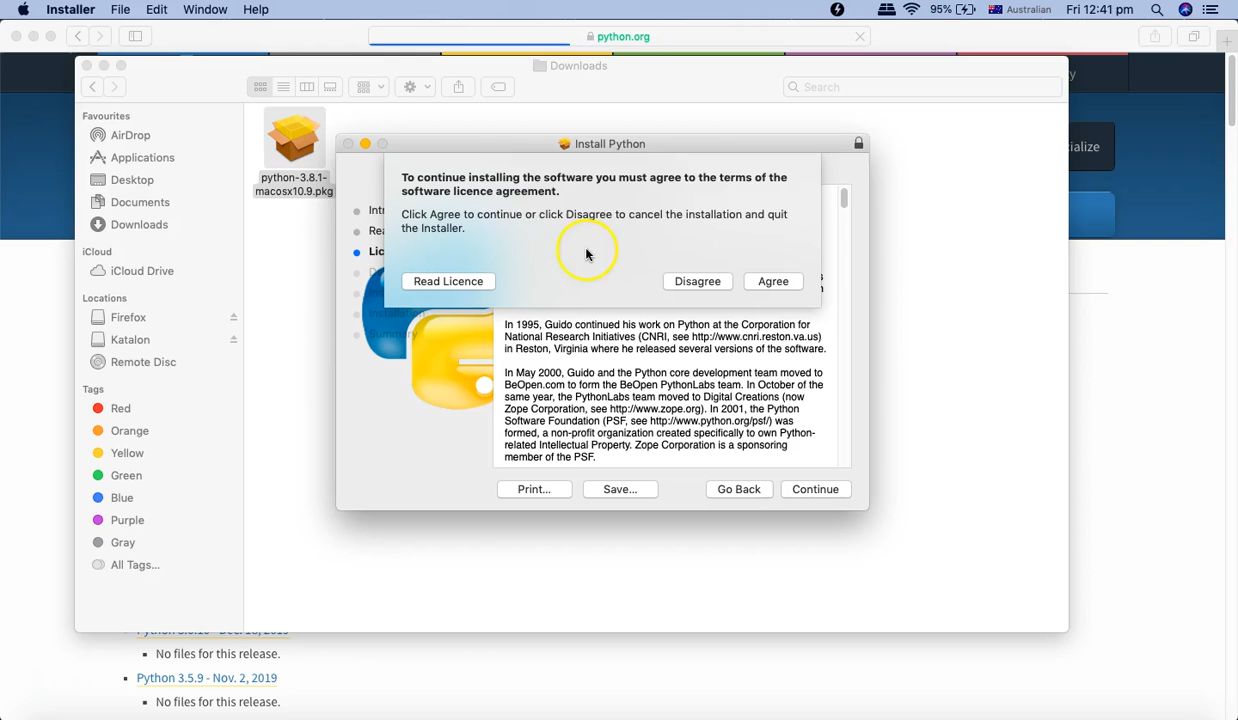 Installer File Edit Window Help 95% Australian Fri 12:41 pm
python.org
Downloads
Search
Favourites
AirDrop
Applications
Desktop
Documents
Downloads
iCloud
iCloud Drive
Locations
Firefox
Katalon
Remote Disc
Tags
Red
Orange
Yellow
Green
Blue
Purple
Gray
All Tags...
python-3.8.1-
macosx10.9.pkg
Install Python
To continue installing the software you must agree to the terms of the
software licence agreement.
Click Agree to continue or click Disagree to cancel the installation and quit
the Installer.
Read Licence Disagree Agree
Installation
Summary
In 1995, Guido continued his work on Python at the Corporation for
National Research Initiatives (CNRI, see http://www.cnri.reston.va.us)
in Reston, Virginia where he released several versions of the software.
In May 2000, Guido and the Python core development team moved to
BeOpen.com to form the BeOpen PythonLabs team. In October of the
same year, the PythonLabs team moved to Digital Creations (now
Zope Corporation, see http://www.zope.org). In 2001, the Python
Software Foundation (PSF, see http://www.python.org/psf/) was
formed, a non-profit organization created specifically to own Python-
related Intellectual Property. Zope Corporation is a sponsoring
member of the PSF.
Print... Save... Go Back Continue
No files for this release.
Python 3.5.9 - Nov. 2, 2019
No files for this release.